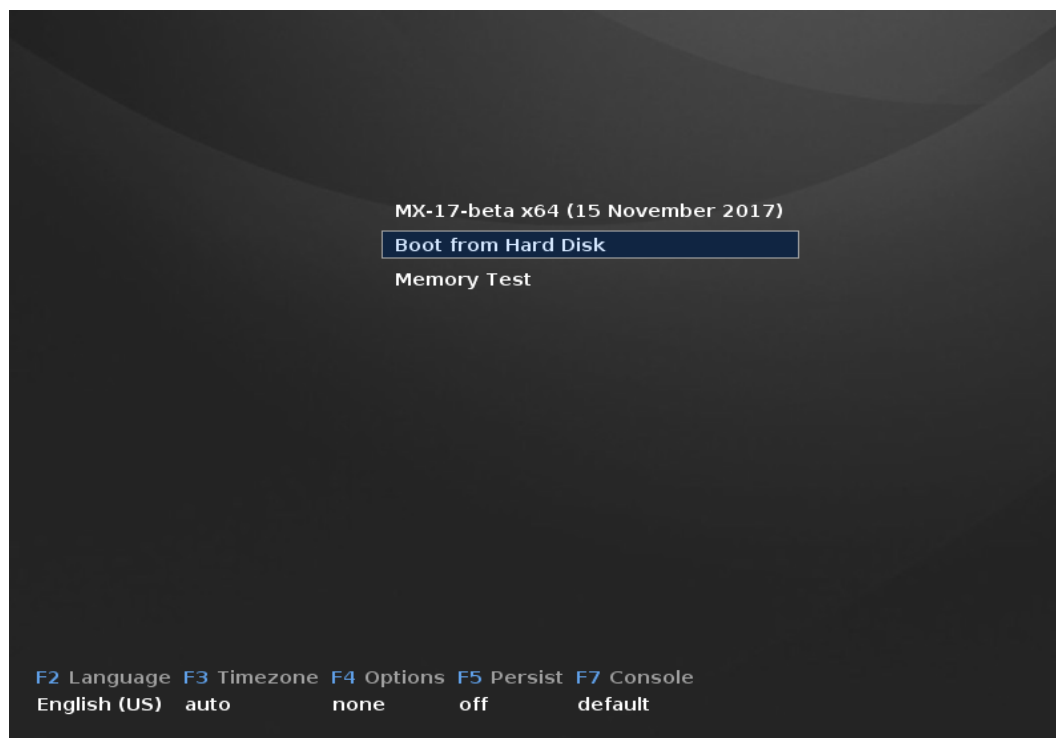 MX-17-beta x64 (15 November 2017)
Boot from Hard Disk
Memory Test
F2 Language F3 Timezone F4 Options F5 Persist F7 Console
English (US) auto none off default